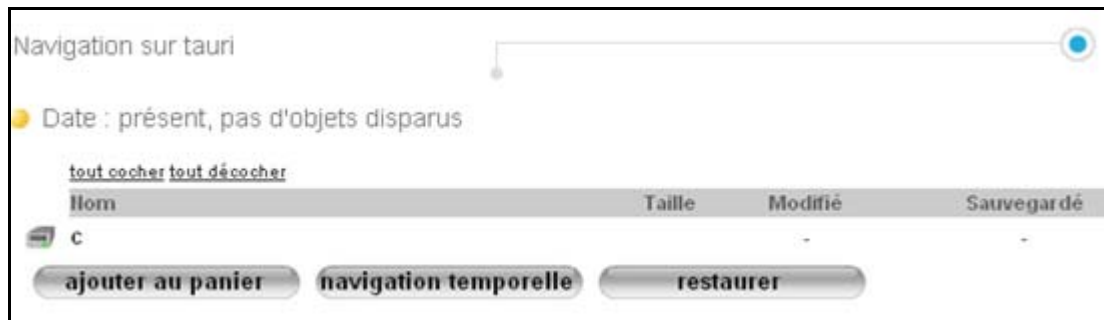 Navigation sur tauri
Date : présent, pas d'objets disparus
tout cocher tout décocher
Nom Taille Modifié Sauvegardé
C - -
ajouter au panier navigation temporelle restaurer